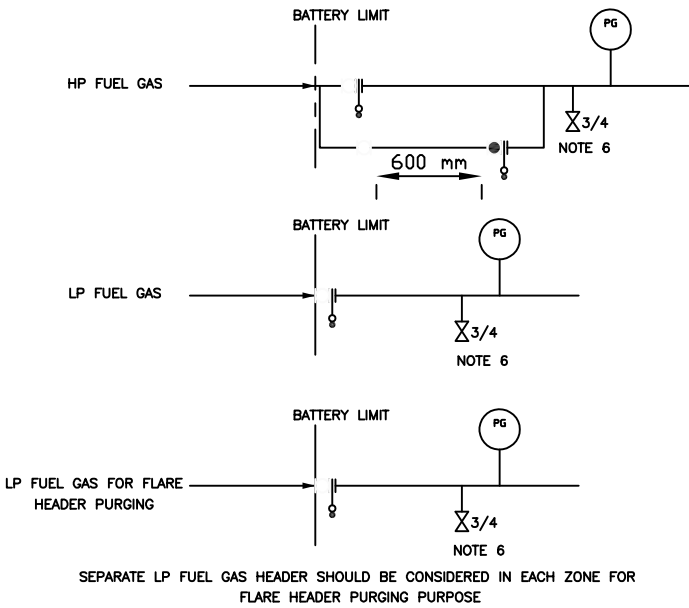 BATTERY LIMIT
PG
HP FUEL GAS
3/4
NOTE 6
600 mm
BATTERY LIMIT
PG
LP FUEL GAS
3/4
NOTE 6
BATTERY LIMIT
PG
LP FUEL GAS FOR FLARE
HEADER PURGING
3/4
NOTE 6
SEPARATE LP FUEL GAS HEADER SHOULD BE CONSIDERED IN EACH ZONE FOR
FLARE HEADER PURGING PURPOSE